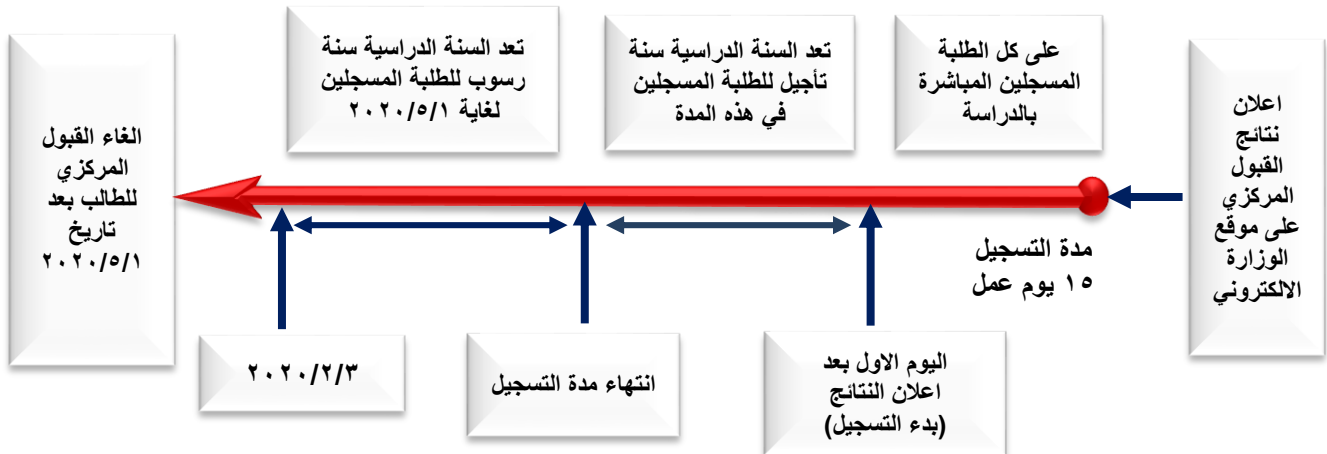 اعلان
نتائج
القبول
المركزي
على موقع
الوزارة
الالكتروني
على كل الطلبة
المسجلين المباشرة
بالدراسة
تعد السنة الدراسية سنة
تأجيل للطلبة المسجلين
في هذه المدة
تعد السنة الدراسية سنة
رسوب للطلبة المسجلين
لغاية ٢٠٢٠/٥/١
الغاء القبول
المركزي
للطالب بعد
تاريخ
٢٠٢٠/٥/١
مدة التسجيل
١٥ يوم عمل
اليوم الاول بعد
اعلان النتائج
(بدء التسجيل)
انتهاء مدة التسجيل
٢٠٢٠/٢/٣